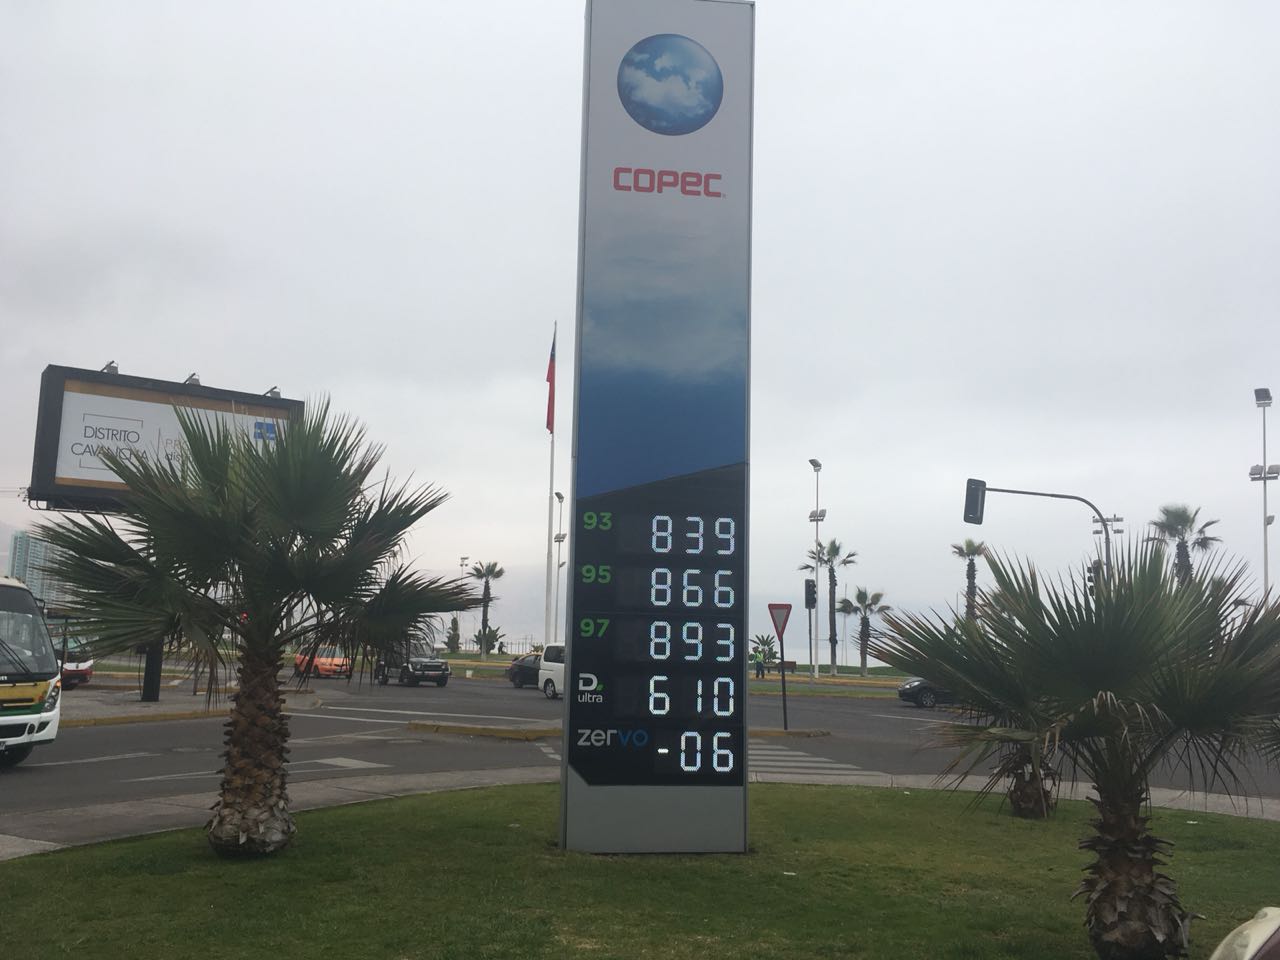 COPEC
93 839
95 866
97 893
D ultra 610
zervo -06
DISTRITO
CAVANCHA